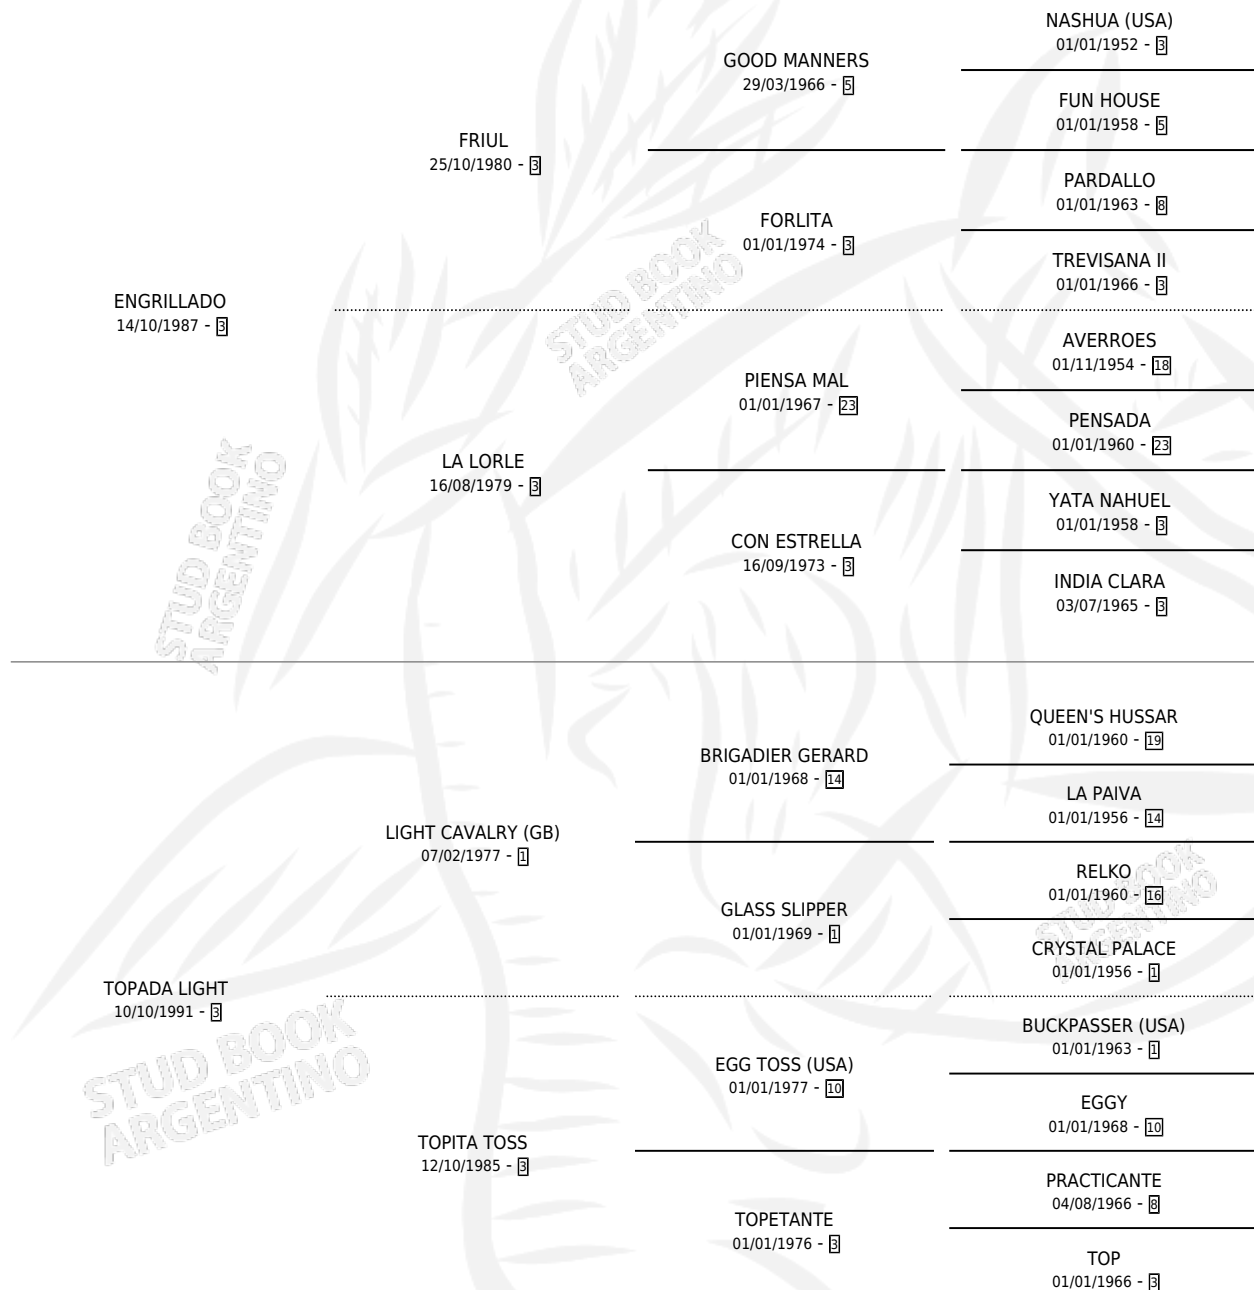 NASHUA (USA)
01/01/1952 - 3
GOOD MANNERS
29/03/1966 - 5
FUN HOUSE
01/01/1958 - 5
FRIUL
25/10/1980 - 3
PARDALLO
01/01/1963 - 8
FORLITA
01/01/1974 - 3
TREVISANA II
01/01/1966 - 3
ENGRILLADO
14/10/1987 - 3
STUD BOOK
ARGENTINO
AVERROES
01/11/1954 - 18
PIENSA MAL
01/01/1967 - 23
PENSADA
01/01/1960 - 23
LA LORLE
16/08/1979 - 3
YATA NAHUEL
01/01/1958 - 3
CON ESTRELLA
16/09/1973 - 3
INDIA CLARA
03/07/1965 - 3
STUD BOOK
ARGENTINO
QUEEN'S HUSSAR
01/01/1960 - 19
BRIGADIER GERARD
01/01/1968 - 14
LA PAIVA
01/01/1956 - 14
LIGHT CAVALRY (GB)
07/02/1977 - 1
RELKO
01/01/1960 - 16
GLASS SLIPPER
01/01/1969 - 1
CRYSTAL PALACE
01/01/1956 - 1
STUD BOOK
ARGENTINO
TOPADA LIGHT
10/10/1991 - 3
STUD BOOK
ARGENTINO
BUCKPASSER (USA)
01/01/1963 - 1
EGG TOSS (USA)
01/01/1977 - 10
EGGY
01/01/1968 - 10
TOPITA TOSS
12/10/1985 - 3
PRACTICANTE
04/08/1966 - 8
TOPETANTE
01/01/1976 - 3
TOP
01/01/1966 - 3